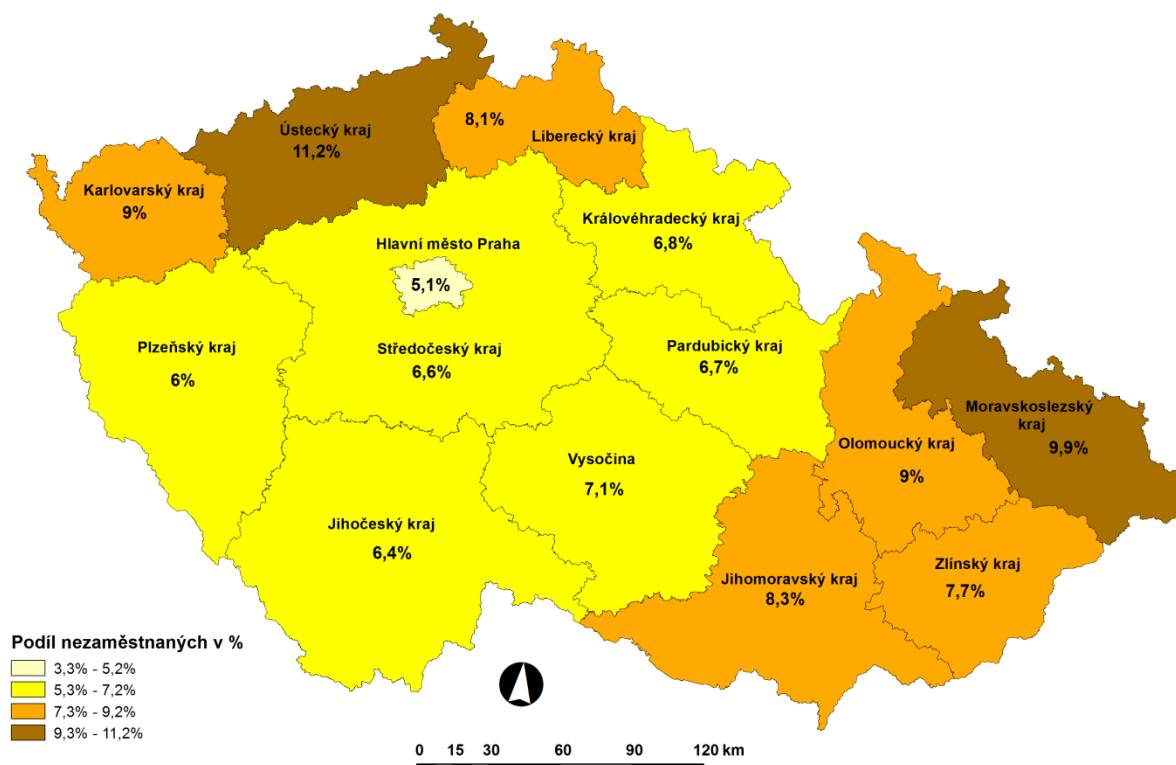 8,1%
Liberecký kraj
Ústecký kraj
11,2%
Karlovarský kraj
9%
Královéhradecký kraj
6,8%
Hlavní město Praha
5,1%
Plzeňský kraj
6%
Středočeský kraj
6,6%
Pardubický kraj
6,7%
Moravskoslezský
kraj
9,9%
Olomoucký kraj
9%
Vysočina
7,1%
Jihočeský kraj
6,4%
Jihomoravský kraj
8,3%
Zlínský kraj
7,7%
Podíl nezaměstnaných v %
3,3% - 5,2%
5,3% - 7,2%
7,3% - 9,2%
9,3% - 11,2%
0 15 30 60 90 120 km